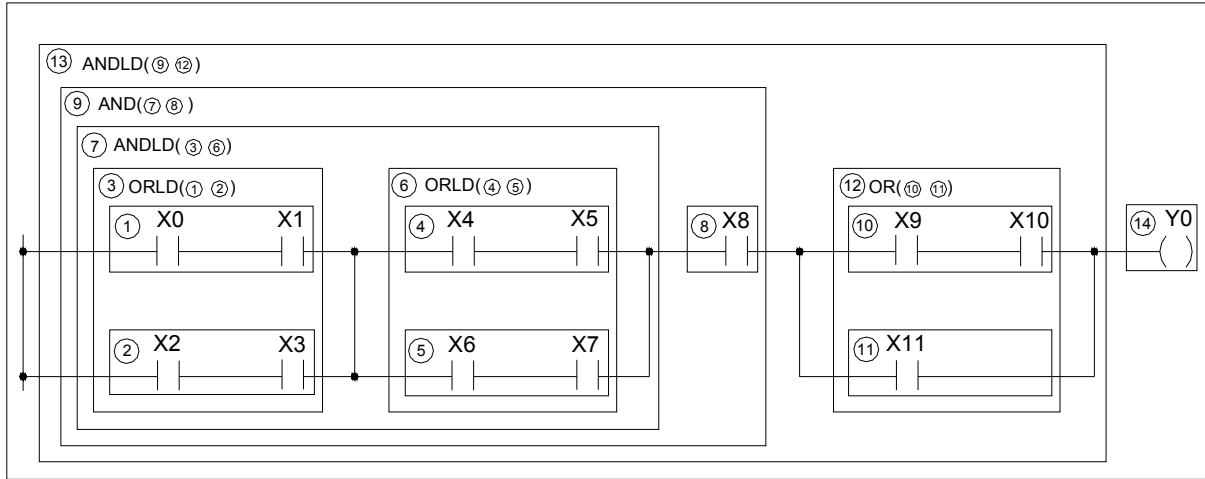 ⑬ ANDLD(⑨ ⑫)
⑨ AND(⑦ ⑧ )
⑦ ANDLD( ③ ⑥)
③ ORLD(① ②)
⑥ ORLD(④ ⑤)
⑫ OR(⑩ ⑪)
① X0 X1
④ X4 X5
⑧ X8
⑩ X9 X10
⑭ Y0
② X2 X3
⑤ X6 X7
⑪ X11